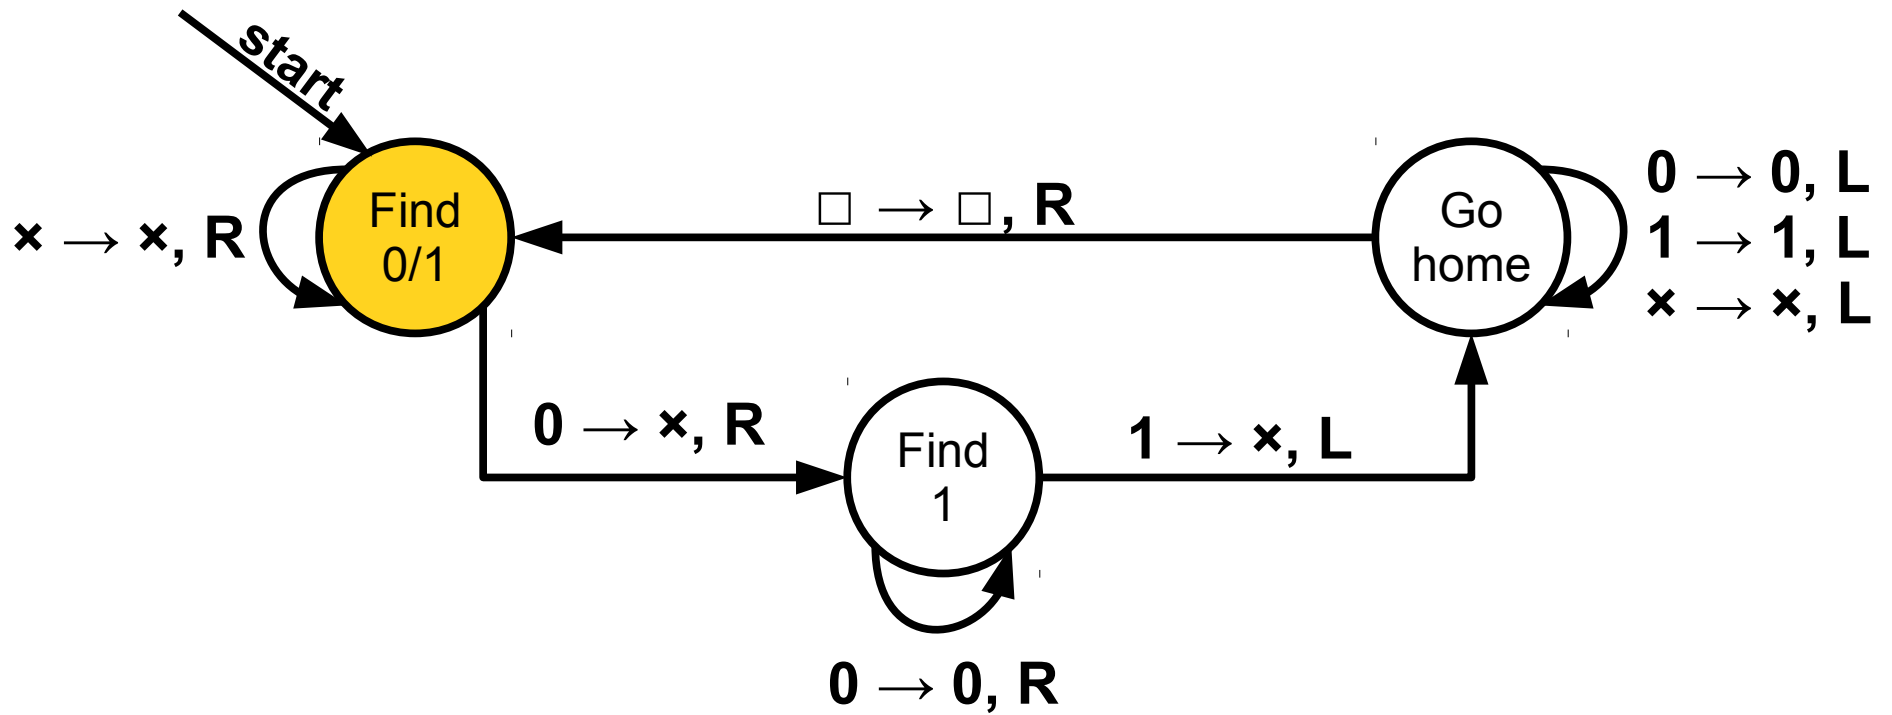 start
Find
0/1
× → ×, R
□ → □, R
Go
home
0 → 0, L
1 → 1, L
× → ×, L
0 → ×, R
Find
1
1 → ×, L
0 → 0, R